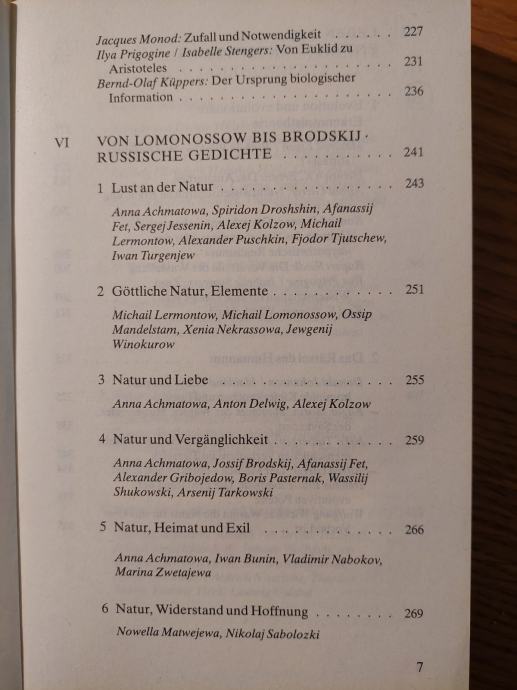 Jacques Monod: Zufall und Notwendigkeit . . . . . . . . 227
Ilya Prigogine / Isabelle Stengers: Von Euklid zu
Aristoteles . . . . . . . . . . . . . . . . . . . . 231
Bernd-Olaf Küppers: Der Ursprung biologischer
Information . . . . . . . . . . . . . . . . . . . . 236
VI VON LOMONOSSOW BIS BRODSKIJ ·
RUSSISCHE GEDICHTE . . . . . . . . . . . 241
1 Lust an der Natur . . . . . . . . . . . . . . . . 243
Anna Achmatowa, Spiridon Droshshin, Afanassij
Fet, Sergej Jessenin, Alexej Kolzow, Michail
Lermontow, Alexander Puschkin, Fjodor Tjutschew,
Iwan Turgenjew
2 Göttliche Natur, Elemente . . . . . . . . . . . . 251
Michail Lermontow, Michail Lomonossow, Ossip
Mandelstam, Xenia Nekrassowa, Jewgenij
Winokurow
3 Natur und Liebe . . . . . . . . . . . . . . . . 255
Anna Achmatowa, Anton Delwig, Alexej Kolzow
4 Natur und Vergänglichkeit . . . . . . . . . . . . 259
Anna Achmatowa, Jossif Brodskij, Afanassij Fet,
Alexander Gribojedow, Boris Pasternak, Wassilij
Shukowski, Arsenij Tarkowski
5 Natur, Heimat und Exil . . . . . . . . . . . . . 266
Anna Achmatowa, Iwan Bunin, Vladimir Nabokov,
Marina Zwetajewa
6 Natur, Widerstand und Hoffnung . . . . . . . . 269
Nowella Matwejewa, Nikolaj Sabolozki
7